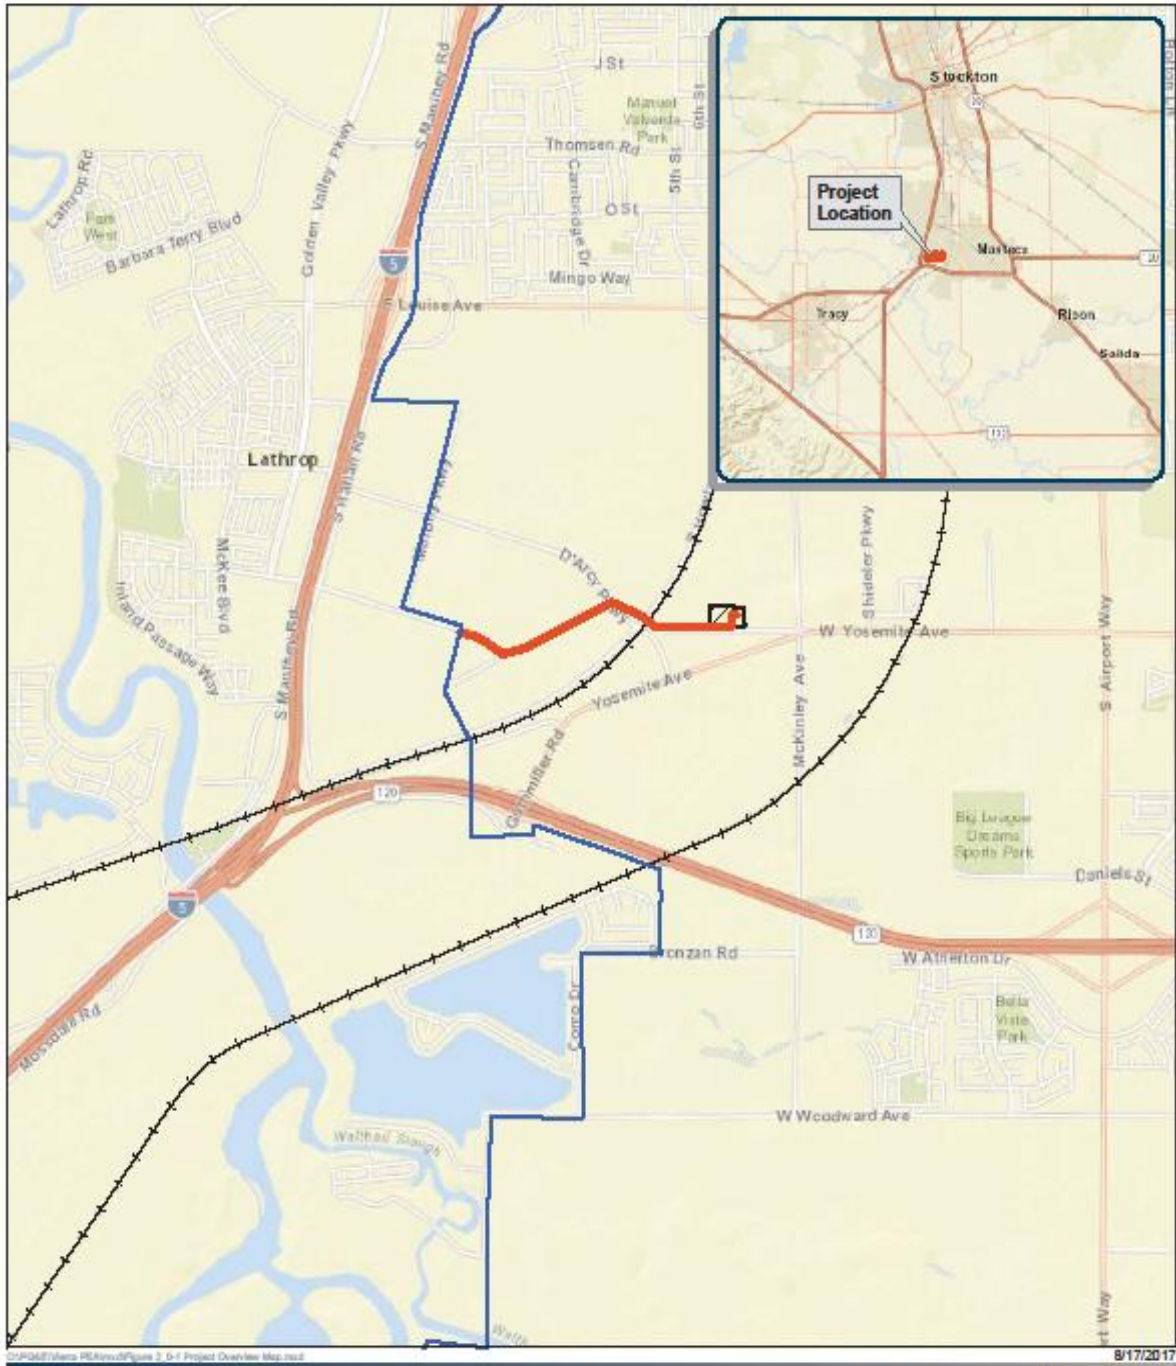 J St
S Manthey Rd
Manuel
Valverde
Park
6th St
Thomsen Rd
5th St
Cambridge Dr
O St
Lathrop Rd
Golden Valley Pkwy
Barbara Terry Blvd
5
Mingo Way
S Louise Ave
Stockton
Project
Location
Manteca
Tracy
Ripon
Salida
132
Lathrop
McKee Blvd
Inland Passage Way
S Manthey Rd
D'Arcy Pkwy
Shideler Pkwy
W Yosemite Ave
S Airport Way
Yosemite Ave
McKinley Ave
Guthmiller Rd
120
Big League
Dreams
Sports Park
Daniels St
5
120
Bronzan Rd
W Atherton Dr
Mossdale Rd
Como Dr
Bella
Vista
Park
W Woodward Ave
Walthall Slough
rt Way
Walth
8/17/2017